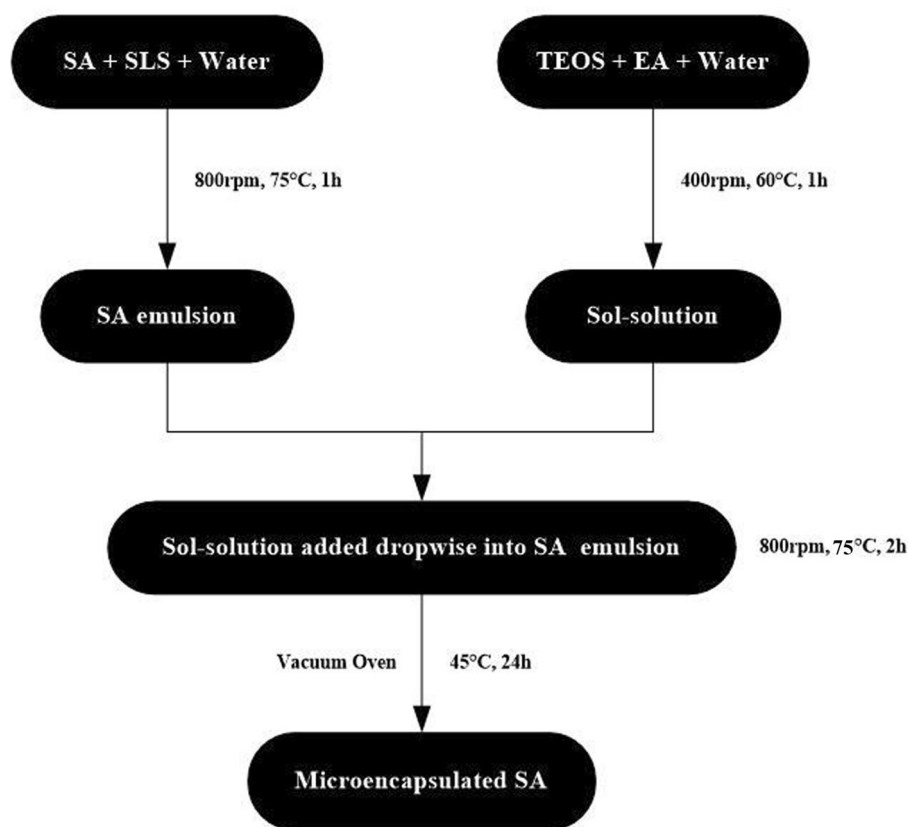 SA + SLS + Water
TEOS + EA + Water
800rpm, 75°C, 1h
400rpm, 60°C, 1h
SA emulsion
Sol-solution
Sol-solution added dropwise into SA emulsion
800rpm, 75°C, 2h
Vacuum Oven
45°C, 24h
Microencapsulated SA